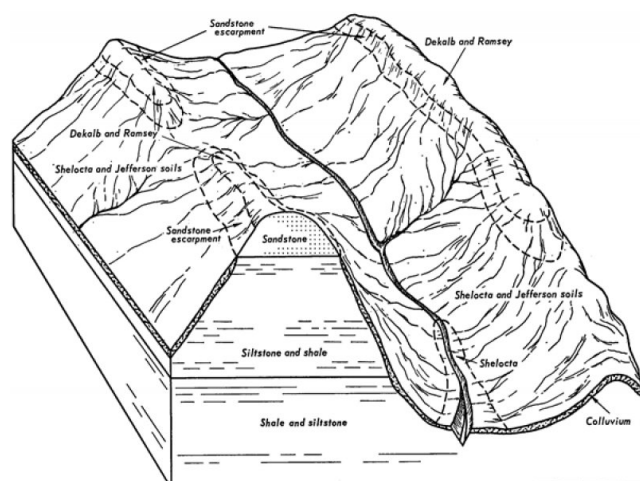 Sandstone
escarpment
Dekalb and Ramsey
Dekalb and Ramsey
Shelocta and Jefferson soils
Sandstone
escarpment
Sandstone
Shelocta and Jefferson soils
Siltstone and shale
Shelocta
Shale and siltstone
Colluvium